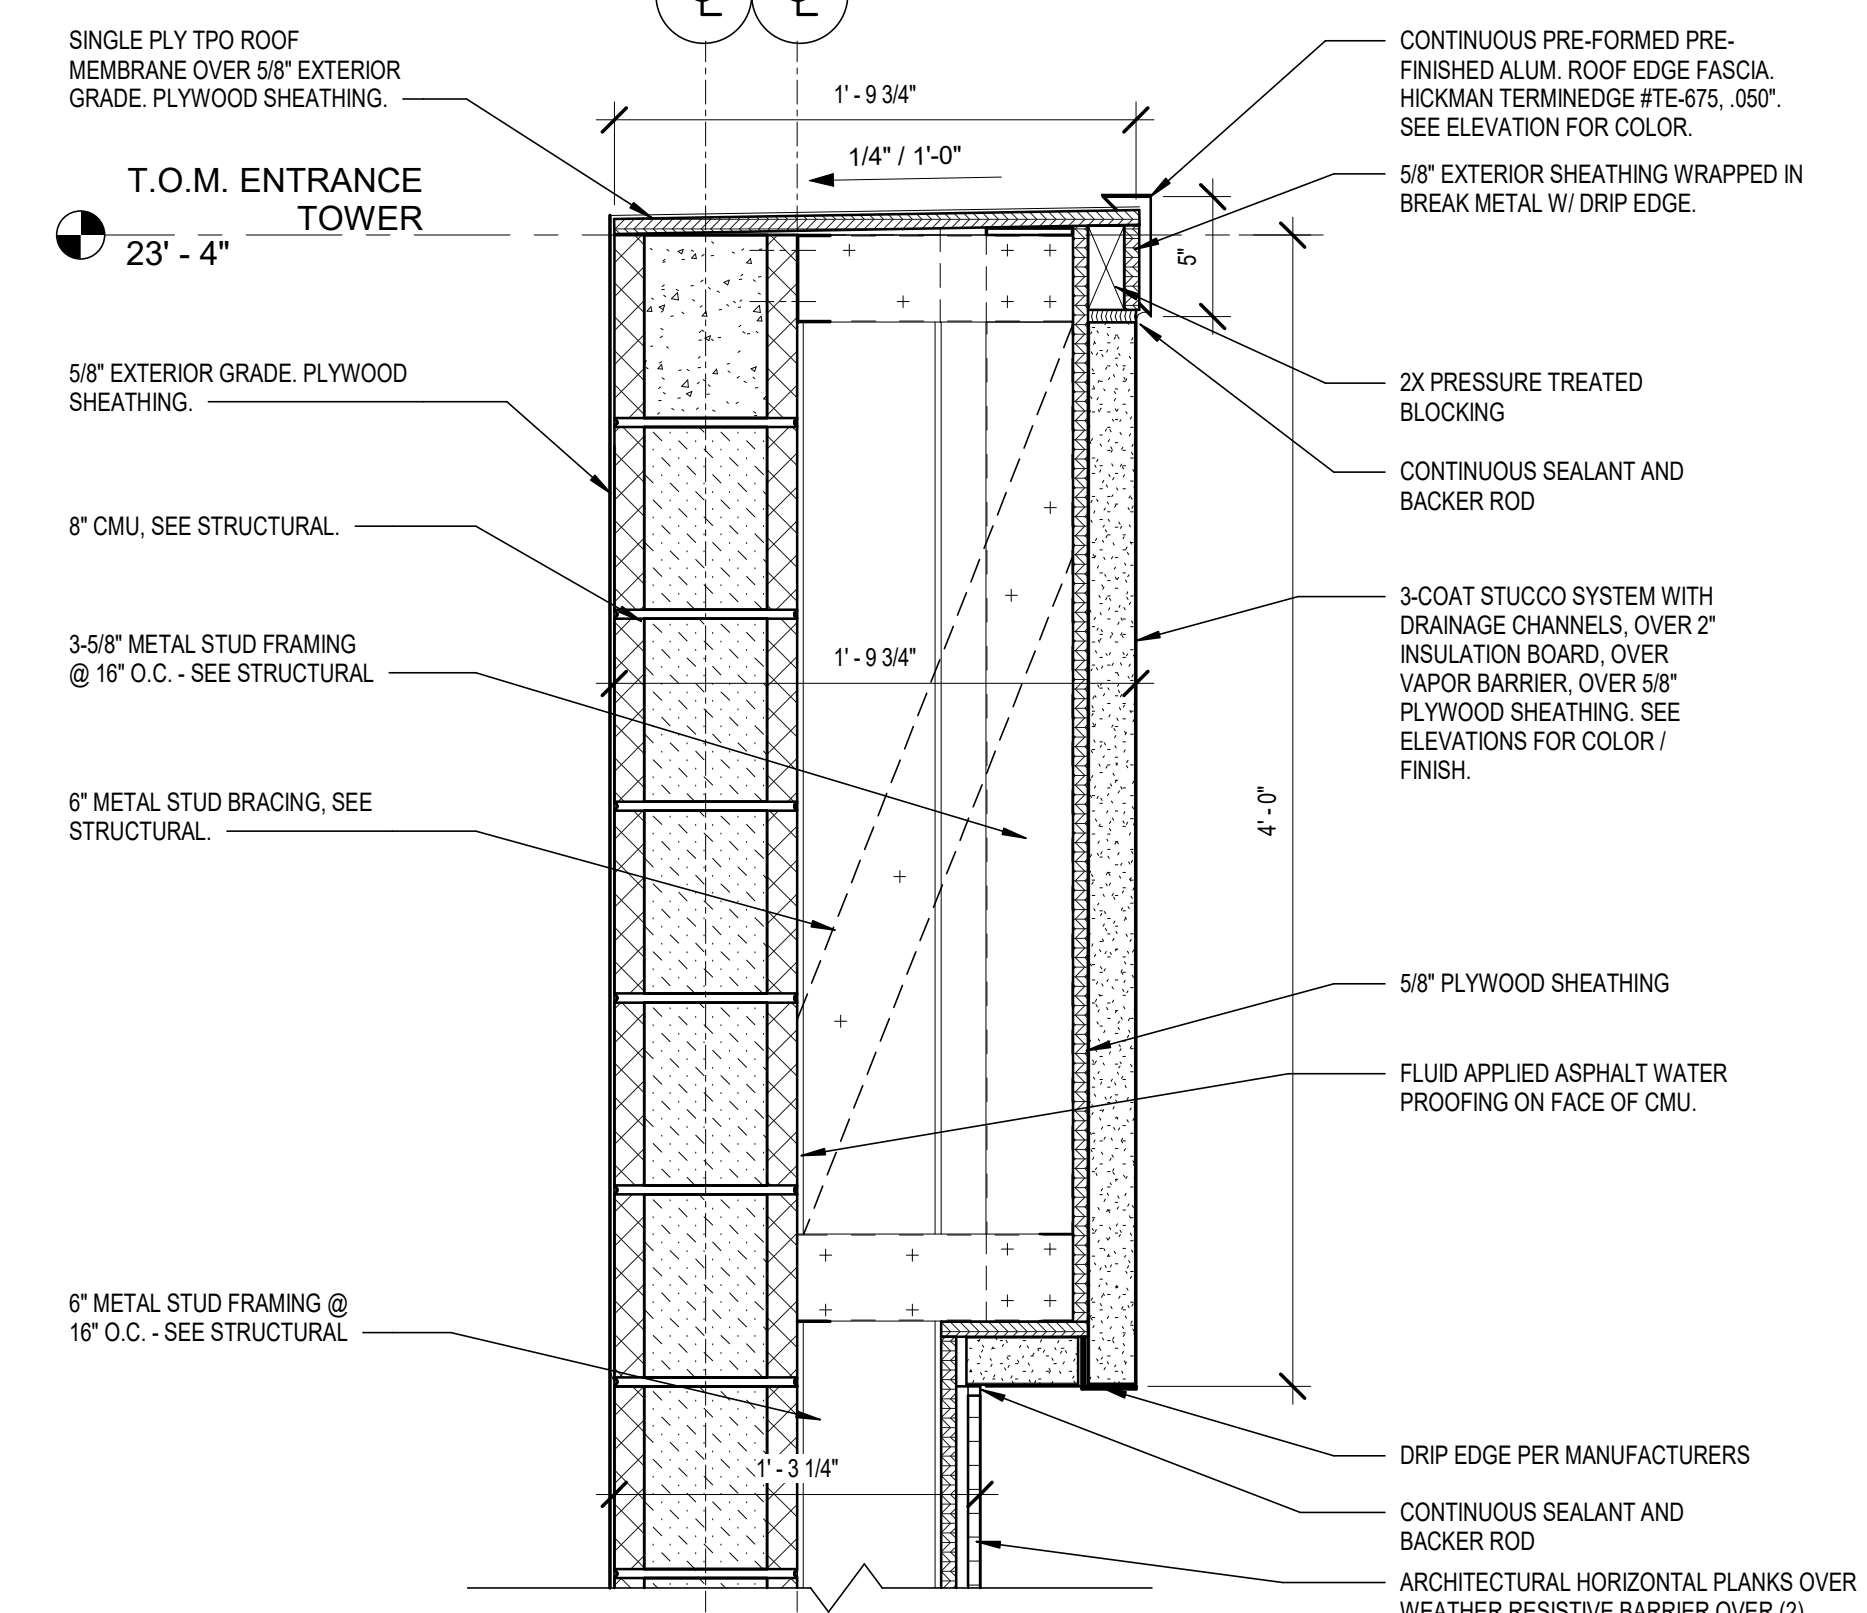 SINGLE PLY TPO ROOF
MEMBRANE OVER 5/8" EXTERIOR
GRADE. PLYWOOD SHEATHING.
T.O.M. ENTRANCE
TOWER
23' - 4"
5/8" EXTERIOR GRADE. PLYWOOD
SHEATHING.
8" CMU, SEE STRUCTURAL.
3-5/8" METAL STUD FRAMING
@ 16" O.C. - SEE STRUCTURAL
6" METAL STUD BRACING, SEE
STRUCTURAL.
6" METAL STUD FRAMING @
16" O.C. - SEE STRUCTURAL
1' - 9 3/4"
1/4" / 1'-0"
5"
1' - 9 3/4"
4' - 0"
1' - 3 1/4"
CONTINUOUS PRE-FORMED PRE-
FINISHED ALUM. ROOF EDGE FASCIA.
HICKMAN TERMINEDGE #TE-675, .050".
SEE ELEVATION FOR COLOR.
5/8" EXTERIOR SHEATHING WRAPPED IN
BREAK METAL W/ DRIP EDGE.
2X PRESSURE TREATED
BLOCKING
CONTINUOUS SEALANT AND
BACKER ROD
3-COAT STUCCO SYSTEM WITH
DRAINAGE CHANNELS, OVER 2"
INSULATION BOARD, OVER
VAPOR BARRIER, OVER 5/8"
PLYWOOD SHEATHING. SEE
ELEVATIONS FOR COLOR /
FINISH.
5/8" PLYWOOD SHEATHING
FLUID APPLIED ASPHALT WATER
PROOFING ON FACE OF CMU.
DRIP EDGE PER MANUFACTURERS
CONTINUOUS SEALANT AND
BACKER ROD
ARCHITECTURAL HORIZONTAL PLANKS OVER
WEATHER RESISTIVE BARRIER OVER (2)